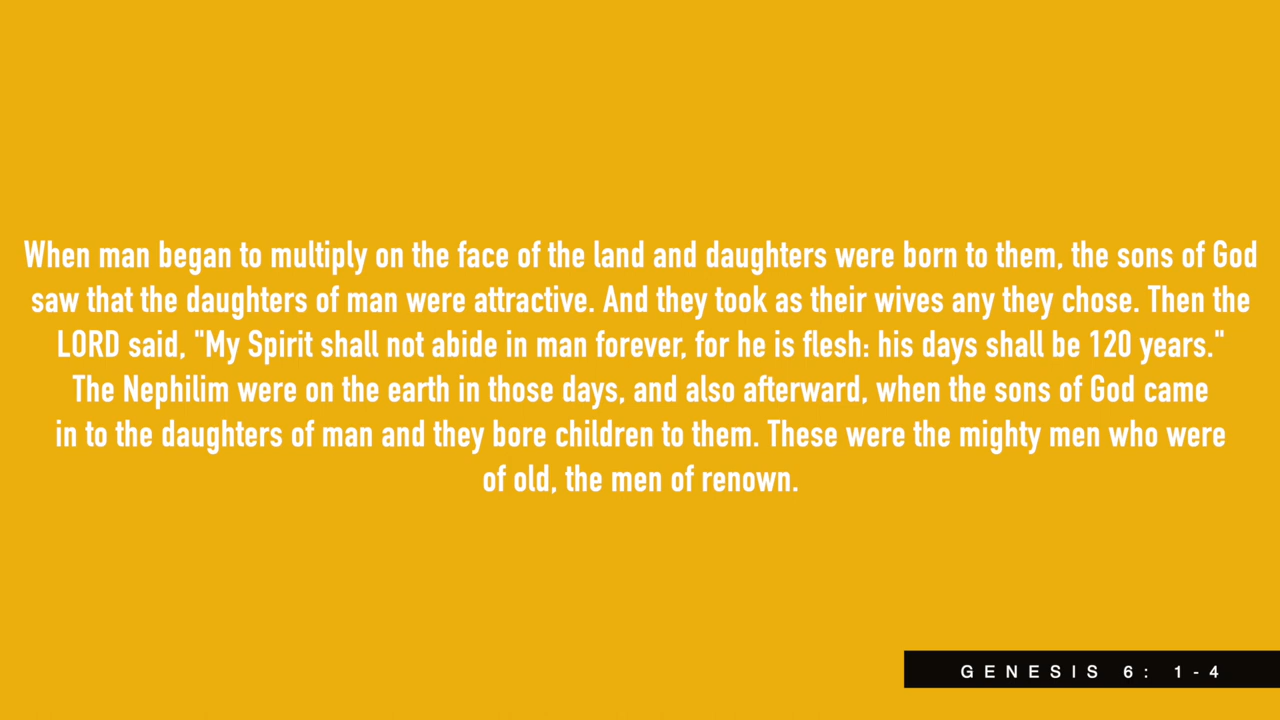 When man began to multiply on the face of the land and daughters were born to them, the sons of God
saw that the daughters of man were attractive. And they took as their wives any they chose. Then the
LORD said, "My Spirit shall not abide in man forever, for he is flesh: his days shall be 120 years."
The Nephilim were on the earth in those days, and also afterward, when the sons of God came
in to the daughters of man and they bore children to them. These were the mighty men who were
of old, the men of renown.
GENESIS 6: 1-4